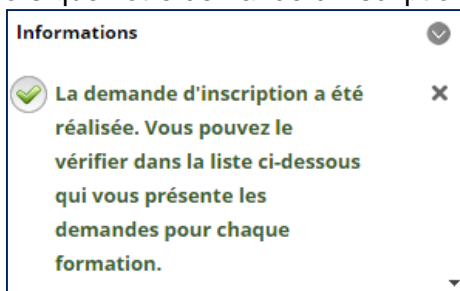 Informations
La demande d'inscription a été
réalisée. Vous pouvez le
vérifier dans la liste ci-dessous
qui vous présente les
demandes pour chaque
formation.